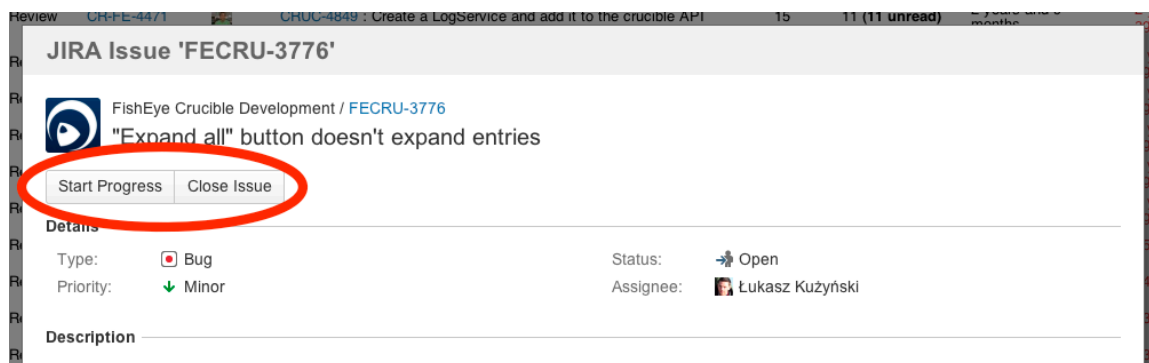 Review CR-FE-4471 CRUC-4849 : Create a LogService and add it to the crucible API 15 11 (11 unread)
months
JIRA Issue 'FECRU-3776'
FishEye Crucible Development / FECRU-3776
"Expand all" button doesn't expand entries
Start Progress Close Issue
Details
Type: Bug Status: Open
Priority: Minor Assignee: Łukasz Kużyński
Description